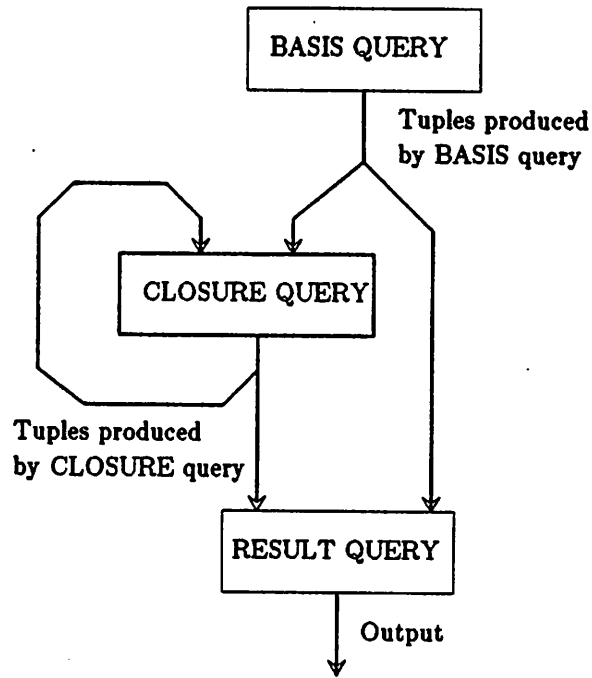 BASIS QUERY
Tuples produced
by BASIS query
CLOSURE QUERY
Tuples produced
by CLOSURE query
RESULT QUERY
Output